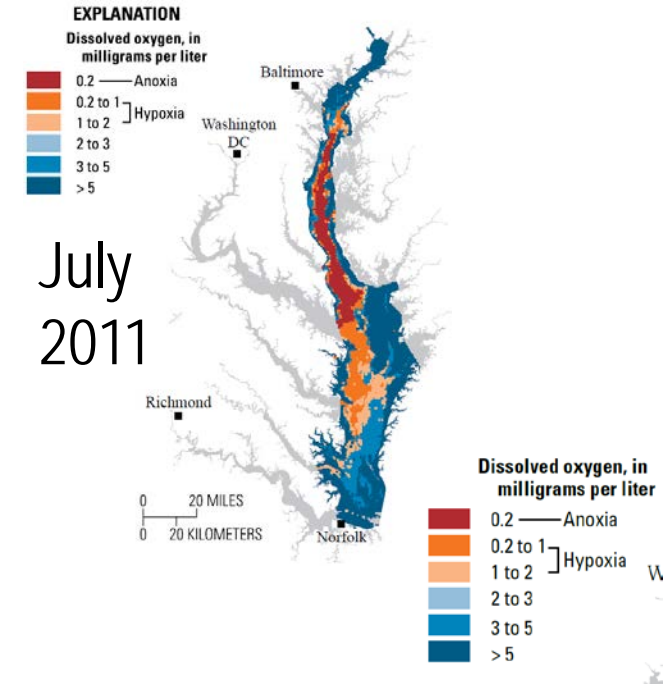 EXPLANATION
Dissolved oxygen, in
milligrams per liter
0.2 Anoxia
0.2 to 1
Hypoxia
1 to 2
2 to 3
3 to 5
> 5
Baltimore
Washington
DC
July
2011
Richmond
0 20 MILES
0 20 KILOMETERS
Norfolk
Dissolved oxygen, in
milligrams per liter
0.2 Anoxia
0.2 to 1
Hypoxia
1 to 2
2 to 3
3 to 5
> 5
W